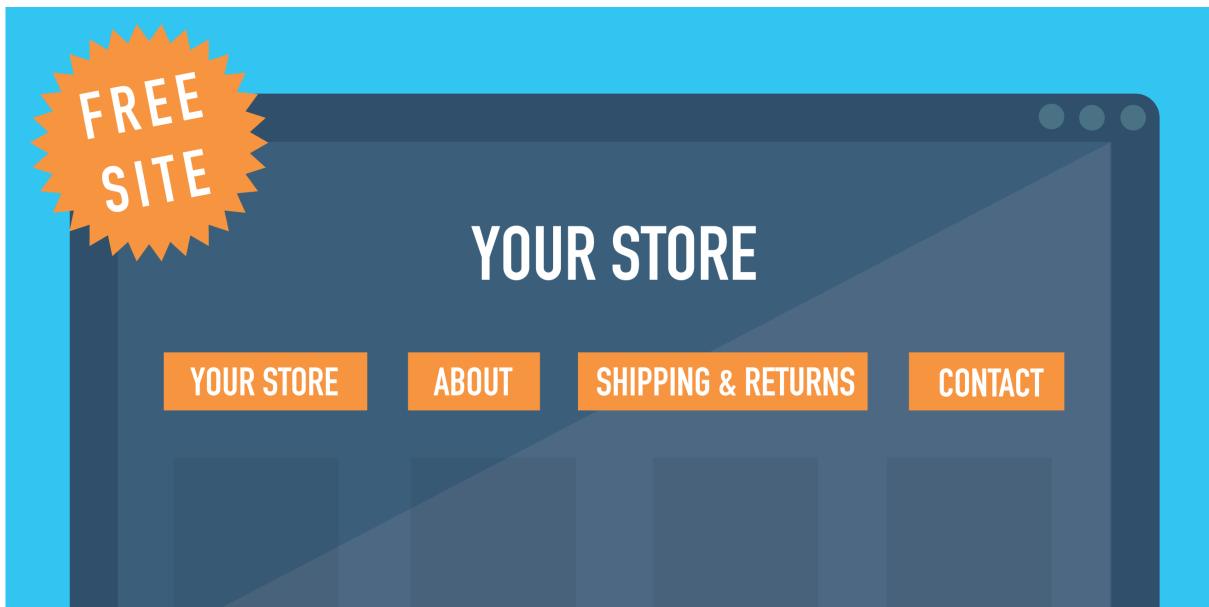 FREE
SITE
YOUR STORE
YOUR STORE
ABOUT
SHIPPING & RETURNS
CONTACT